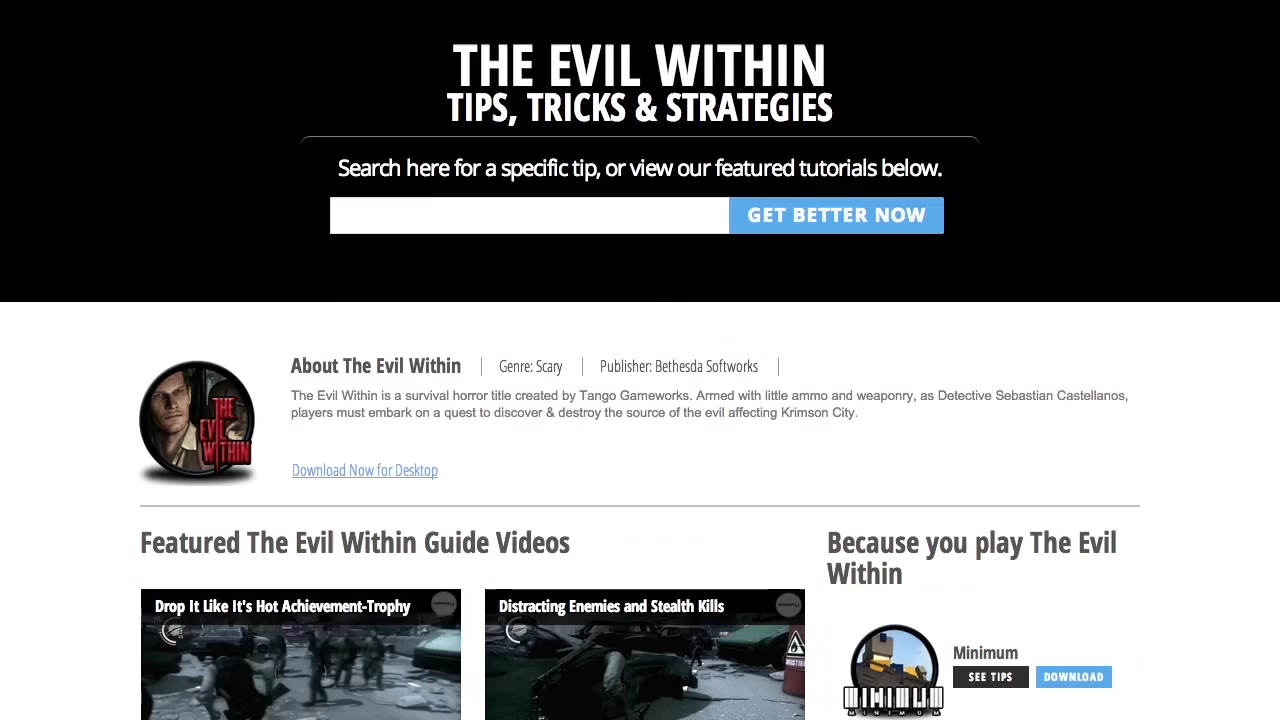 THE EVIL WITHIN
TIPS, TRICKS & STRATEGIES
Search here for a specific tip, or view our featured tutorials below.
GET BETTER NOW
About The Evil Within
Genre: Scary
Publisher: Bethesda Softworks
The Evil Within is a survival horror title created by Tango Gameworks. Armed with little ammo and weaponry, as Detective Sebastian Castellanos,
players must embark on a quest to discover & destroy the source of the evil affecting Krimson City.
THE
EVIL
WITHIN
Download Now for Desktop
Featured The Evil Within Guide Videos
Because you play The Evil
Within
Drop It Like It's Hot Achievement-Trophy
Distracting Enemies and Stealth Kills
Minimum
SEE TIPS
DOWNLOAD
MINIMUM